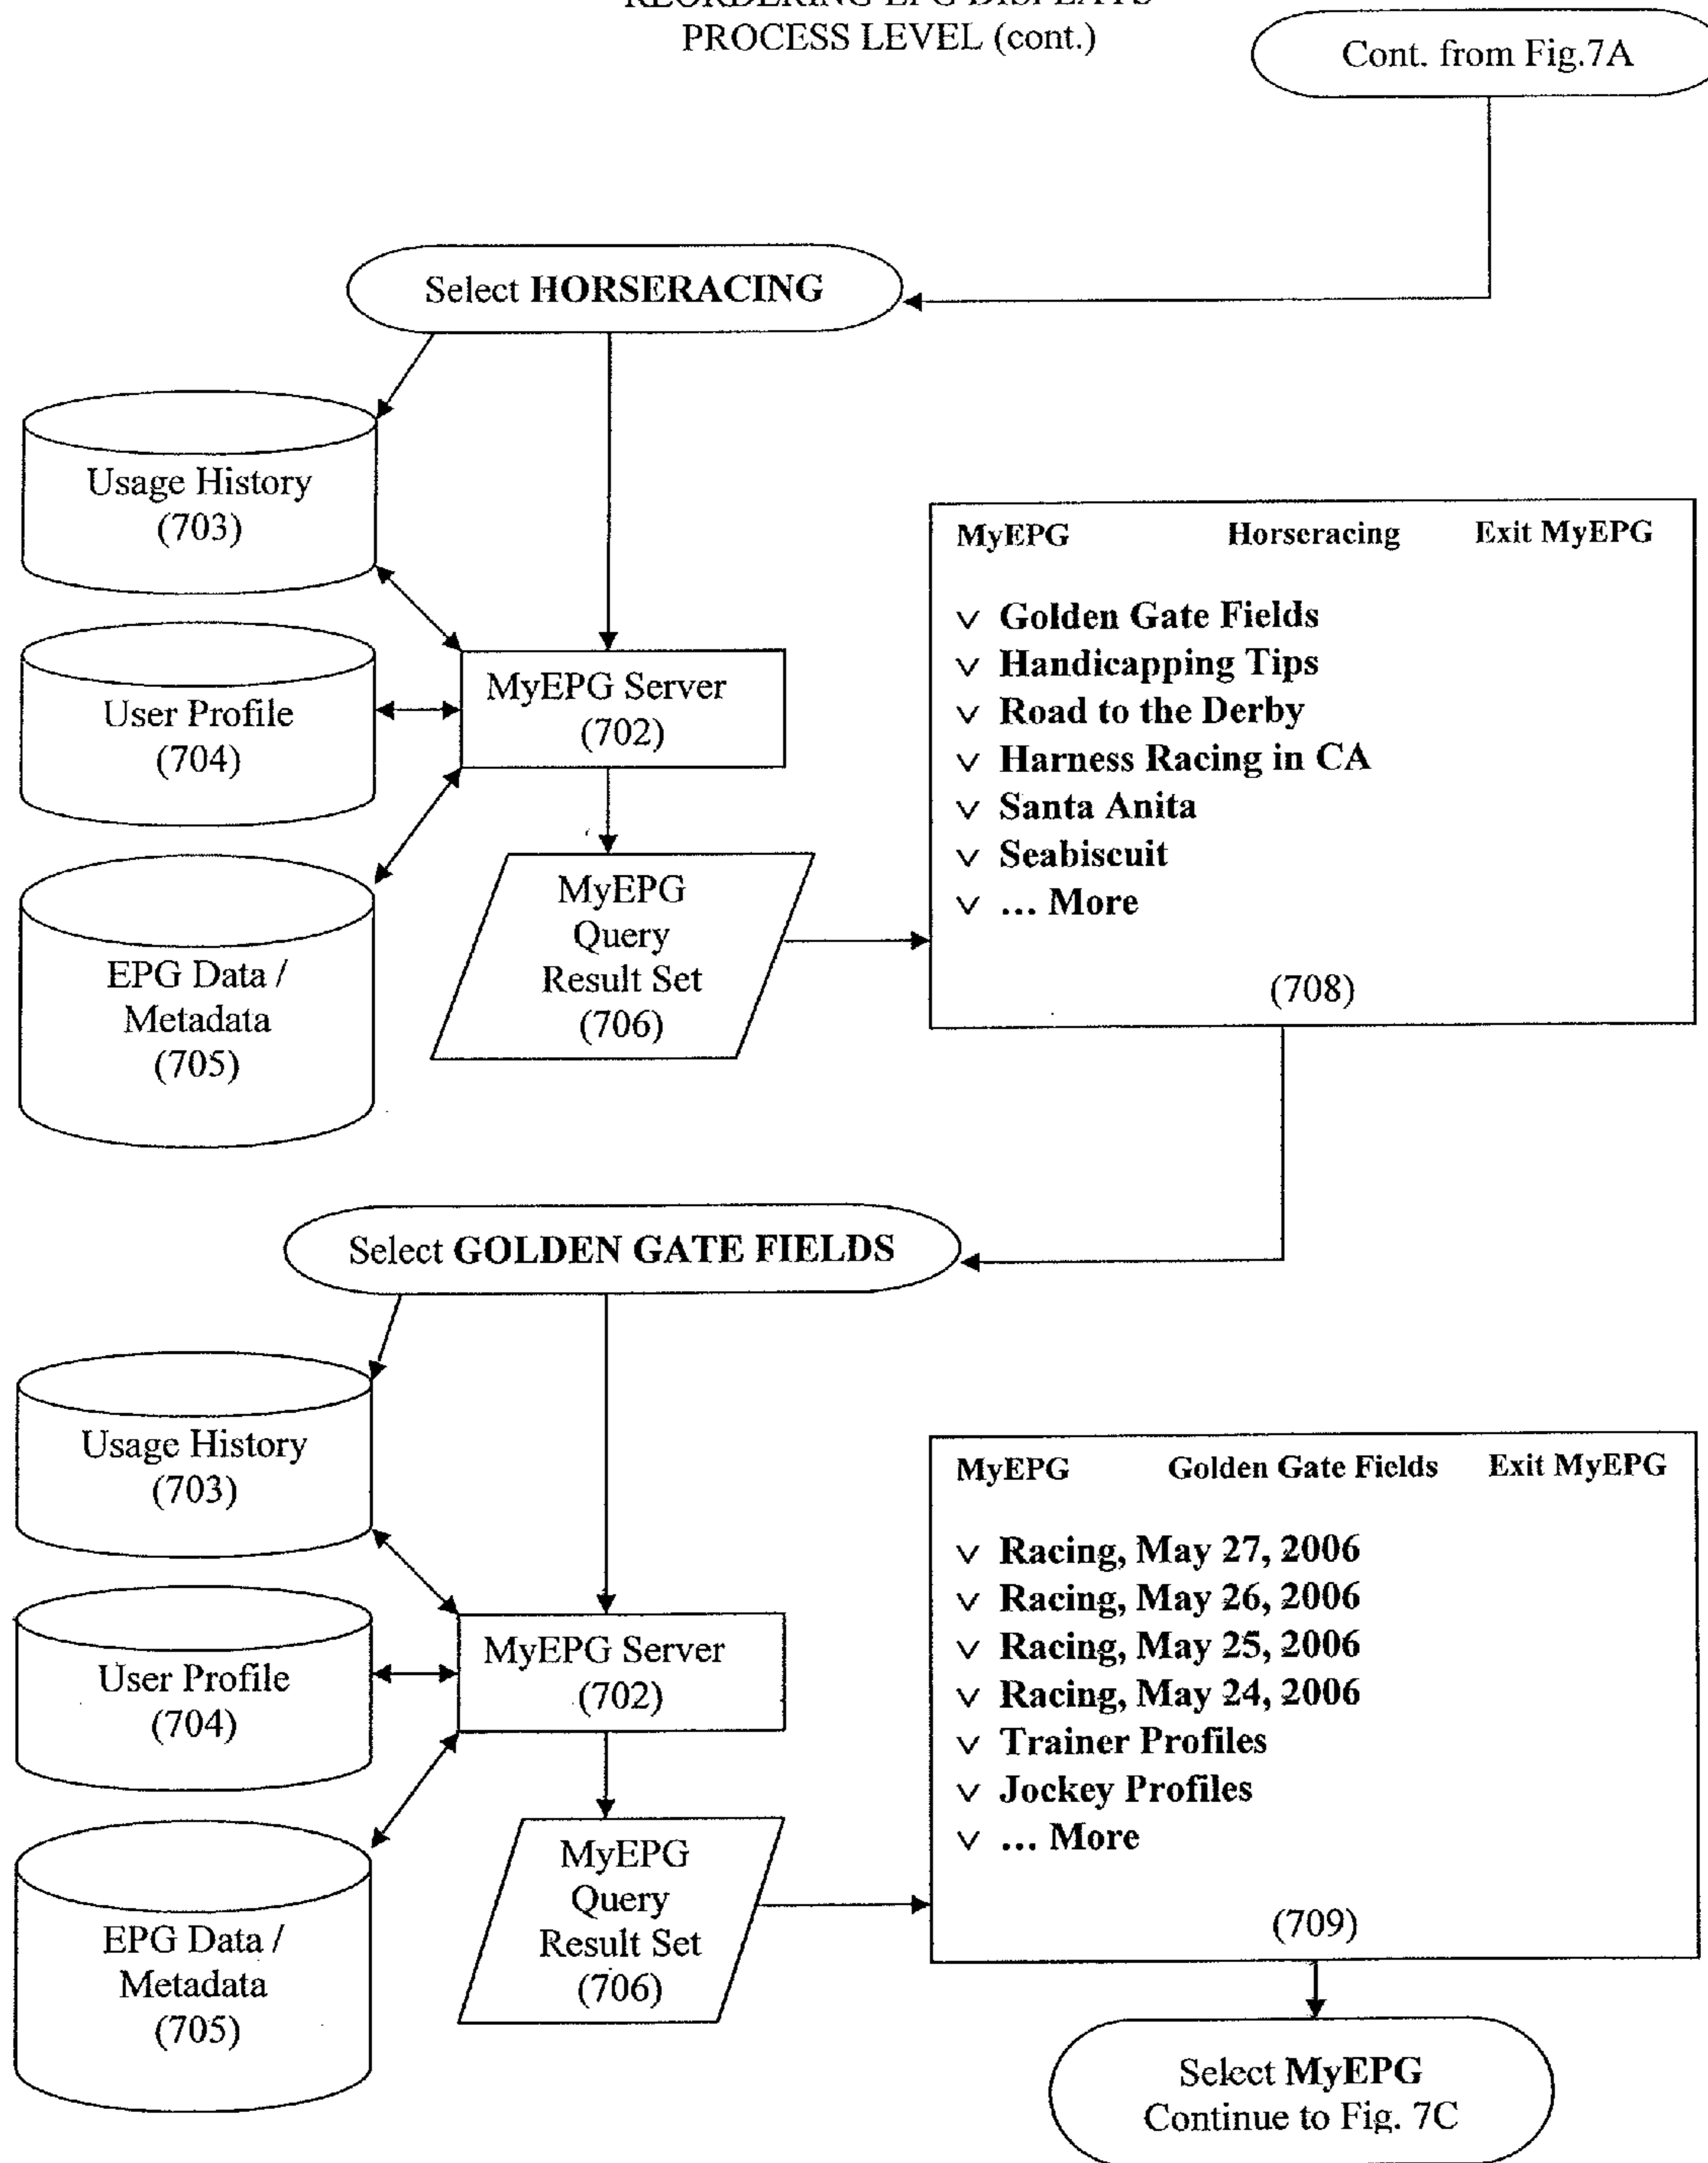 REORDERING EPG DISPLAYS
PROCESS LEVEL (cont.)
Cont. from Fig.7A
Select HORSERACING
Usage History
(703)
User Profile
(704)
EPG Data /
Metadata
(705)
MyEPG Server
(702)
MyEPG
Query
Result Set
(706)
MyEPG Horseracing Exit MyEPG
v Golden Gate Fields
v Handicapping Tips
v Road to the Derby
v Harness Racing in CA
v Santa Anita
v Seabiscuit
v ... More
(708)
Select GOLDEN GATE FIELDS
Usage History
(703)
User Profile
(704)
EPG Data /
Metadata
(705)
MyEPG Server
(702)
MyEPG
Query
Result Set
(706)
MyEPG Golden Gate Fields Exit MyEPG
v Racing, May 27, 2006
v Racing, May 26, 2006
v Racing, May 25, 2006
v Racing, May 24, 2006
v Trainer Profiles
v Jockey Profiles
v ... More
(709)
Select MyEPG
Continue to Fig. 7C